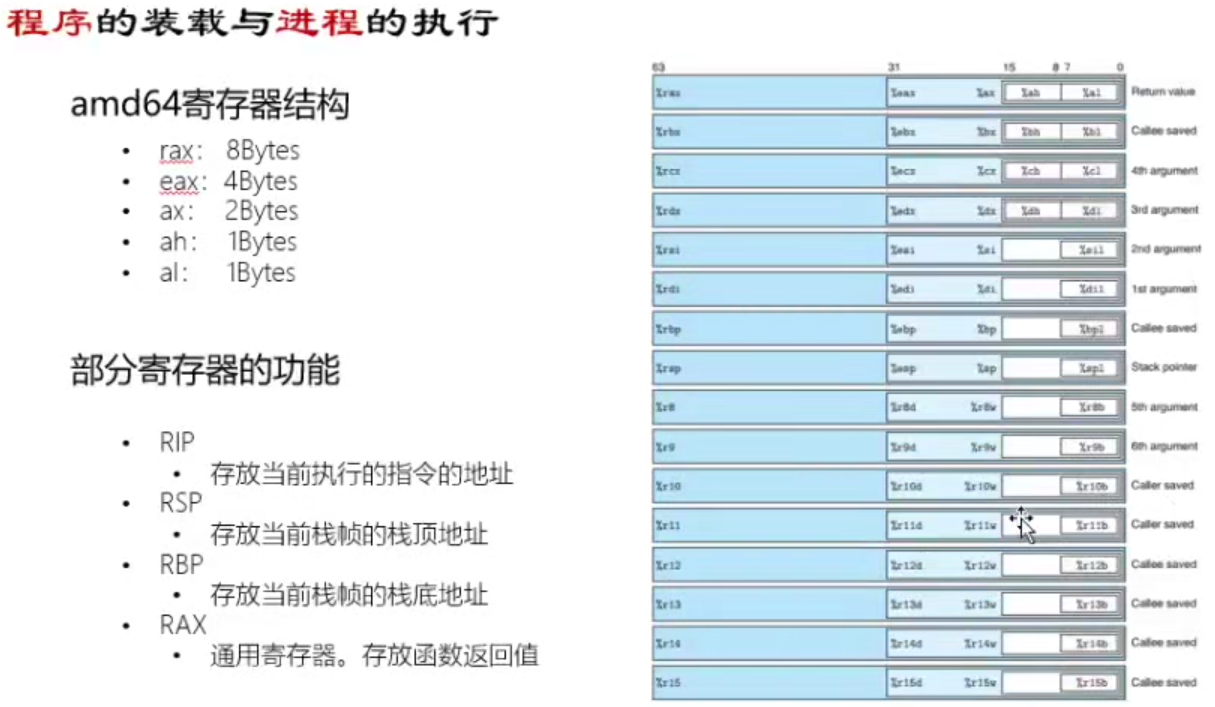 程序的装载与进程的执行
amd64寄存器结构
• rax： 8Bytes
• eax： 4Bytes
• ax： 2Bytes
• ah： 1Bytes
• al： 1Bytes
部分寄存器的功能
• RIP
• 存放当前执行的指令的地址
• RSP
• 存放当前栈帧的栈顶地址
• RBP
• 存放当前栈帧的栈底地址
• RAX
• 通用寄存器。存放函数返回值
63 31 15 8 7 0
%rax %eax %ax %ah %al Return value
%rbx %ebx %bx %bh %bl Callee saved
%rcx %ecx %cx %ch %cl 4th argument
%rdx %edx %dx %dh %dl 3rd argument
%rsi %esi %si %sil 2nd argument
%rdi %edi %di %dil 1st argument
%rbp %ebp %bp %bpl Callee saved
%rsp %esp %sp %spl Stack pointer
%r8 %r8d %r8w %r8b 5th argument
%r9 %r9d %r9w %r9b 6th argument
%r10 %r10d %r10w %r10b Caller saved
%r11 %r11d %r11w %r11b Caller saved
%r12 %r12d %r12w %r12b Callee saved
%r13 %r13d %r13w %r13b Callee saved
%r14 %r14d %r14w %r14b Callee saved
%r15 %r15d %r15w %r15b Callee saved